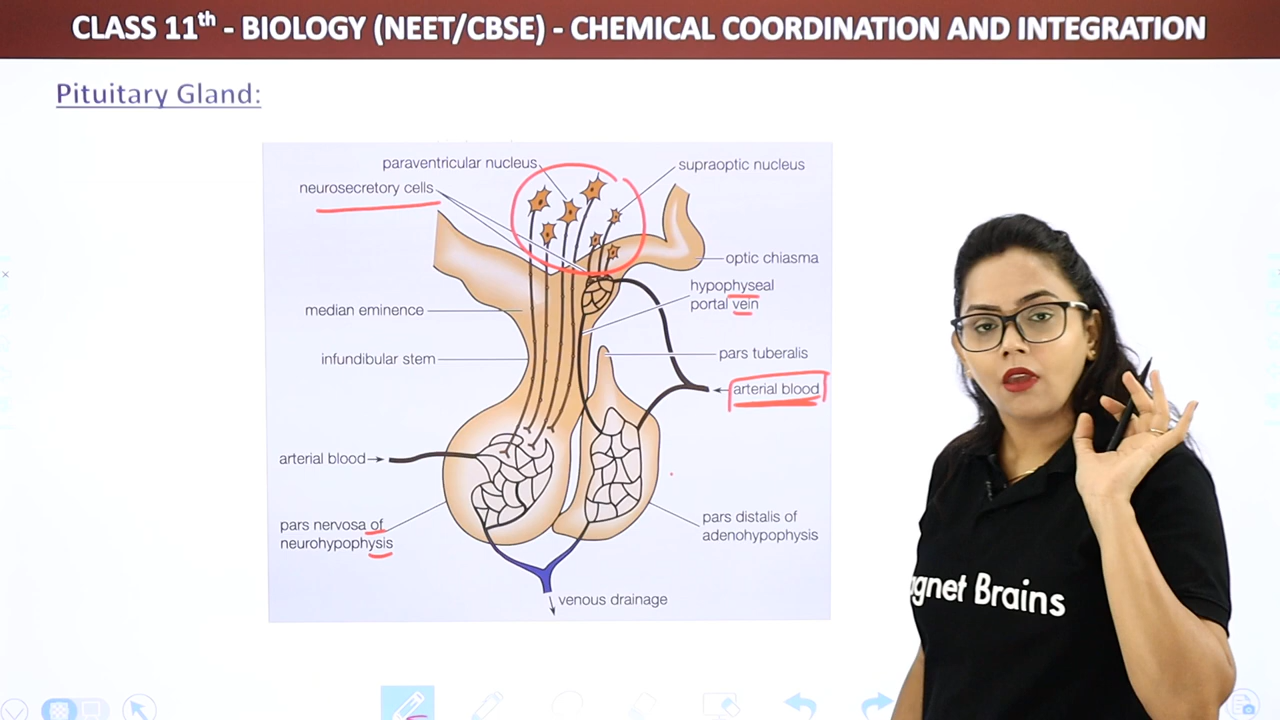 CLASS 11th - BIOLOGY (NEET/CBSE) - CHEMICAL COORDINATION AND INTEGRATION
Pituitary Gland:
paraventricular nucleus
supraoptic nucleus
neurosecretory cells
optic chiasma
hypophyseal
portal vein
median eminence
infundibular stem
pars tuberalis
arterial blood
arterial blood
pars nervosa of
neurohypophysis
pars distalis of
adenohypophysis
venous drainage
gnet Brains